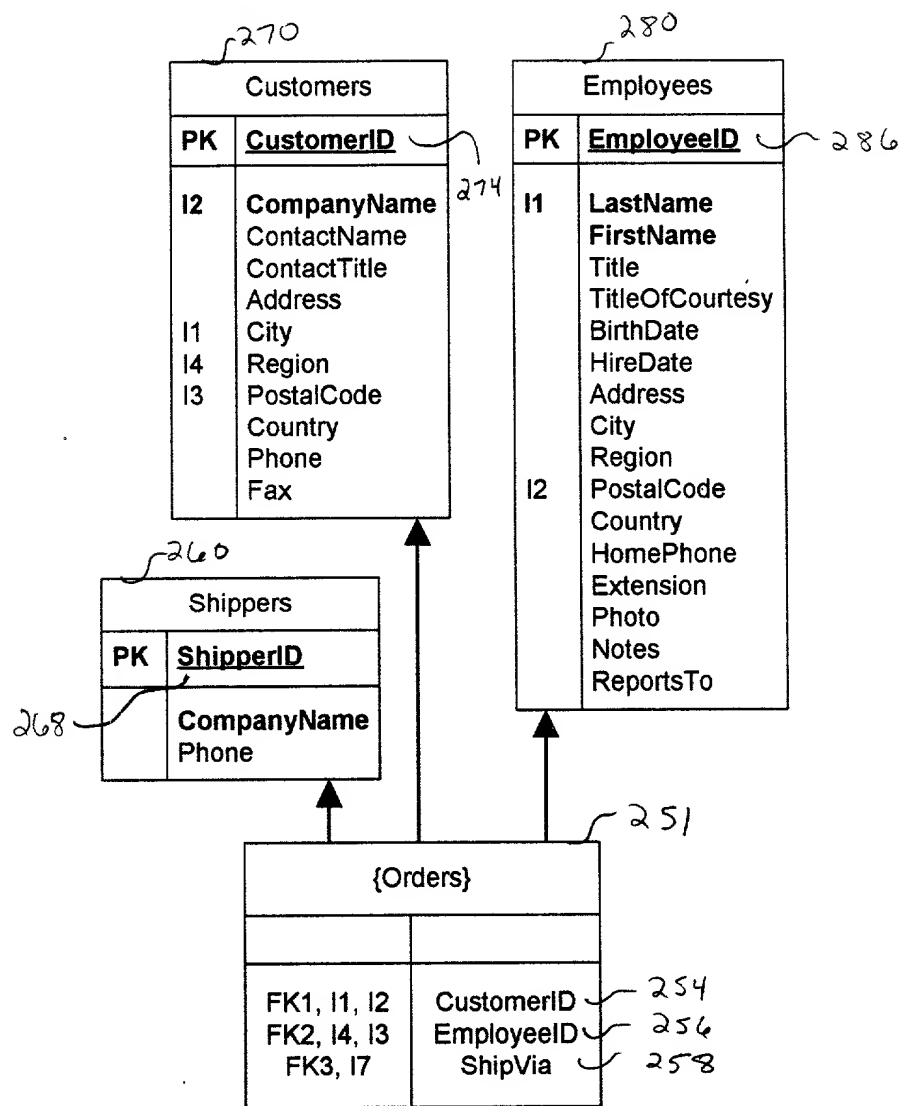 270
Customers
PK CustomerID
274
I2 CompanyName
ContactName
ContactTitle
Address
I1 City
I4 Region
I3 PostalCode
Country
Phone
Fax
280
Employees
PK EmployeeID
286
I1 LastName
FirstName
Title
TitleOfCourtesy
BirthDate
HireDate
Address
City
Region
I2 PostalCode
Country
HomePhone
Extension
Photo
Notes
ReportsTo
260
Shippers
PK ShipperID
268
CompanyName
Phone
251
{Orders}
FK1, I1, I2 CustomerID 254
FK2, I4, I3 EmployeeID 256
FK3, I7 ShipVia 258